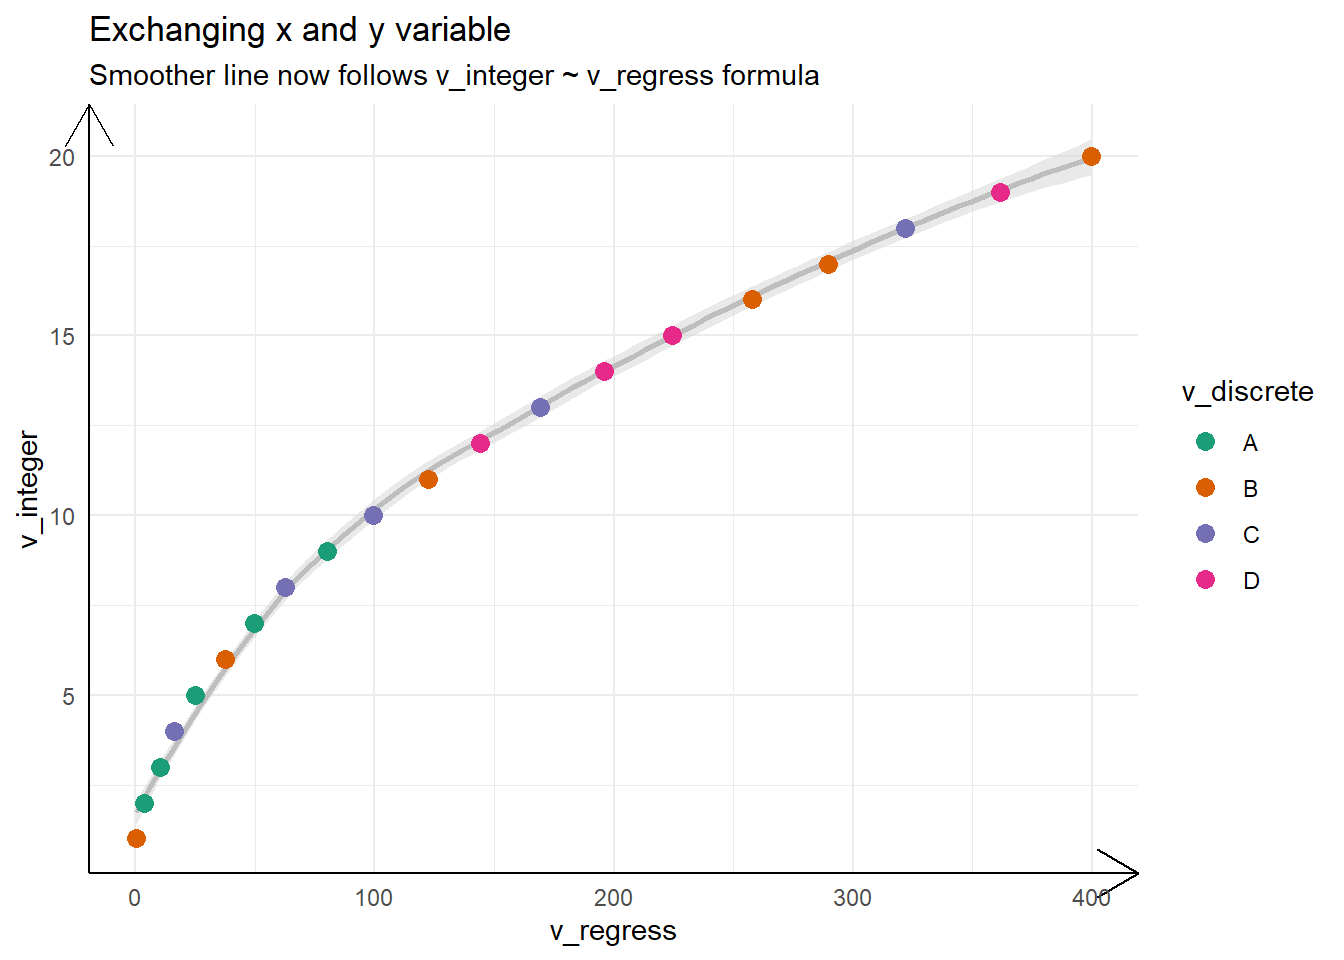 Exchanging x and y variable
Smoother line now follows v_integer ~ v_regress formula
20
15
10
5
v_integer
0 100 200 300 400
v_regress
v_discrete
A
B
C
D